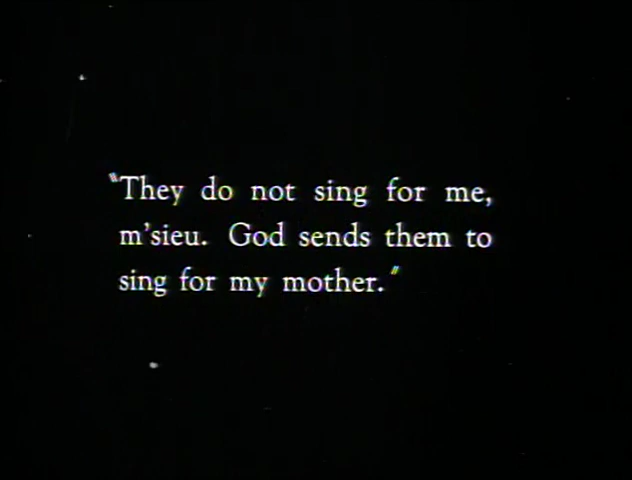 "They do not sing for me,
m'sieu. God sends them to
sing for my mother."